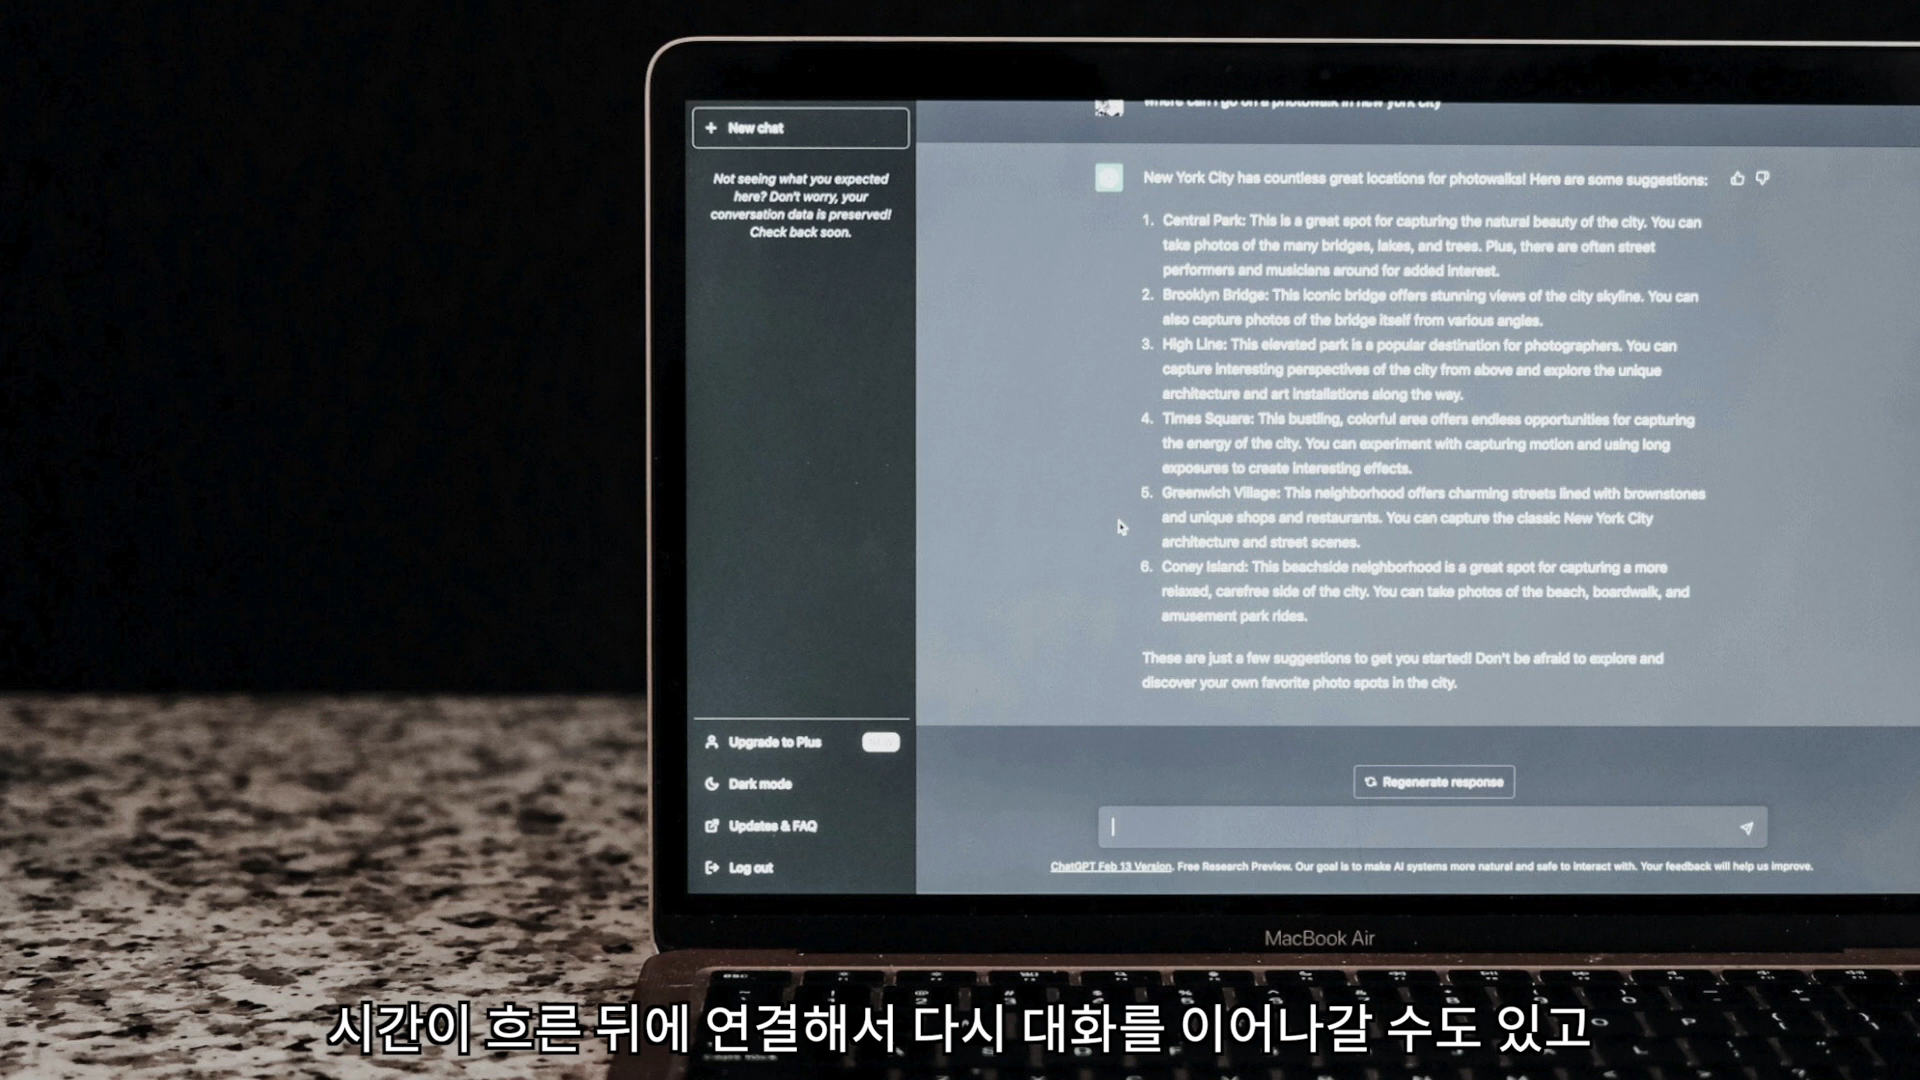 where can i go on a photowalk in new york city
+ New chat
Not seeing what you expected
here? Don't worry, your
conversation data is preserved!
Check back soon.
New York City has countless great locations for photowalks! Here are some suggestions:
1. Central Park: This is a great spot for capturing the natural beauty of the city. You can
take photos of the many bridges, lakes, and trees. Plus, there are often street
performers and musicians around for added interest.
2. Brooklyn Bridge: This iconic bridge offers stunning views of the city skyline. You can
also capture photos of the bridge itself from various angles.
3. High Line: This elevated park is a popular destination for photographers. You can
capture interesting perspectives of the city from above and explore the unique
architecture and art installations along the way.
4. Times Square: This bustling, colorful area offers endless opportunities for capturing
the energy of the city. You can experiment with capturing motion and using long
exposures to create interesting effects.
5. Greenwich Village: This neighborhood offers charming streets lined with brownstones
and unique shops and restaurants. You can capture the classic New York City
architecture and street scenes.
6. Coney Island: This beachside neighborhood is a great spot for capturing a more
relaxed, carefree side of the city. You can take photos of the beach, boardwalk, and
amusement park rides.
These are just a few suggestions to get you started! Don't be afraid to explore and
discover your own favorite photo spots in the city.
Upgrade to Plus
Dark mode
Updates & FAQ
Log out
Regenerate response
ChatGPT Feb 13 Version. Free Research Preview. Our goal is to make AI systems more natural and safe to interact with. Your feedback will help us improve.
MacBook Air
시간이 흐른 뒤에 연결해서 다시 대화를 이어나갈 수도 있고